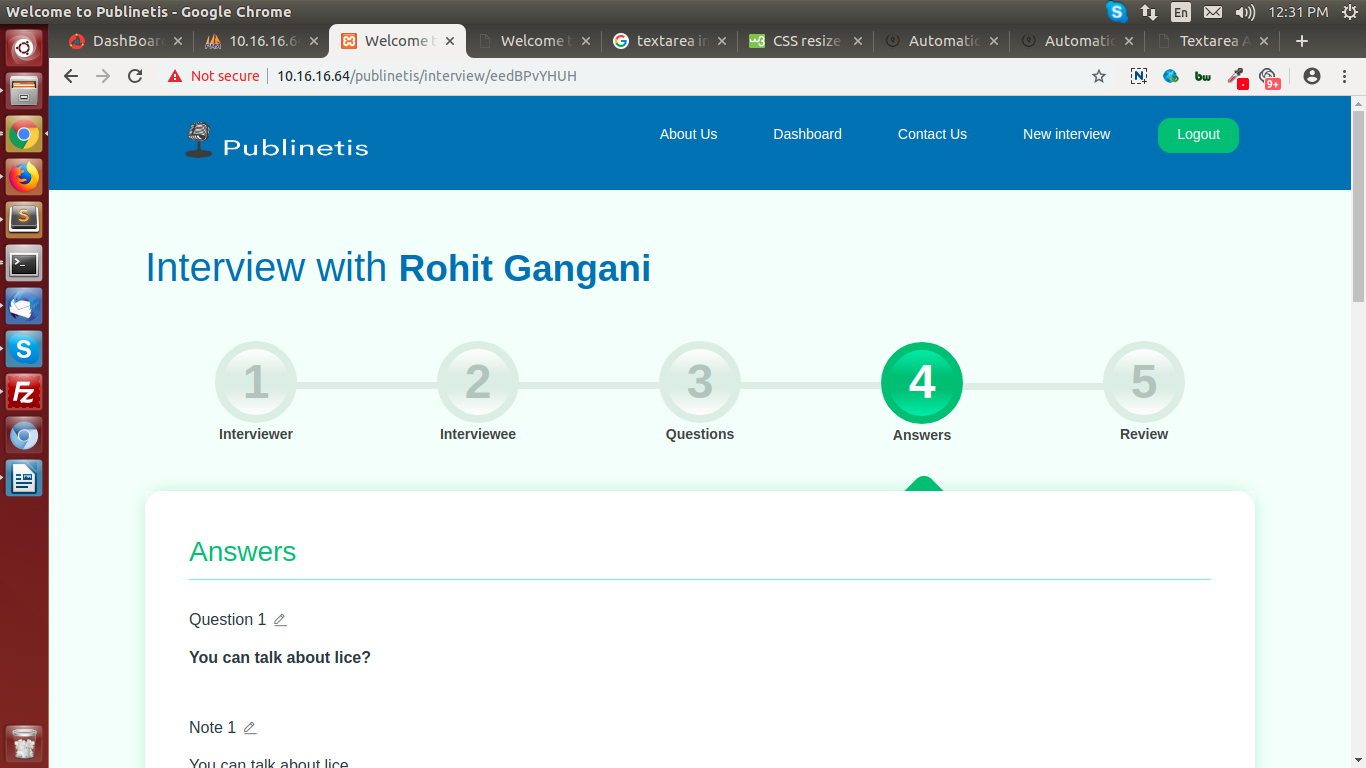 Welcome to Publinetis - Google Chrome
En
12:31 PM
DashBoar
10.16.16.6
Welcome t
Welcome t
textarea in
CSS resize
Automatic
Automatic
Textarea A
Not secure
10.16.16.64/publinetis/interview/eedBPvYHUH
N
bw
9+
Publinetis
About Us
Dashboard
Contact Us
New interview
Logout
Interview with Rohit Gangani
1
2
3
4
5
Interviewer
Interviewee
Questions
Answers
Review
Answers
Question 1
You can talk about lice?
Note 1
You can talk about lice